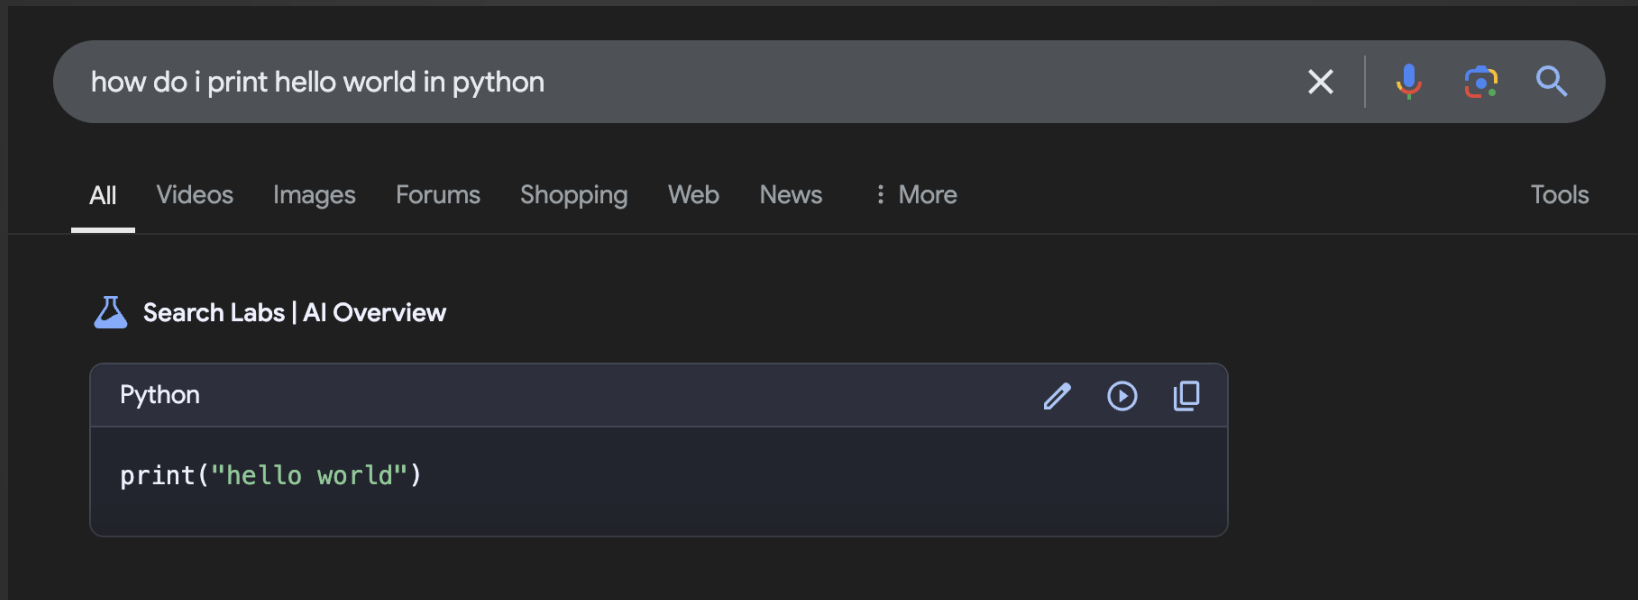 how do i print hello world in python
All Videos Images Forums Shopping Web News More Tools
Search Labs | AI Overview
Python
print("hello world")